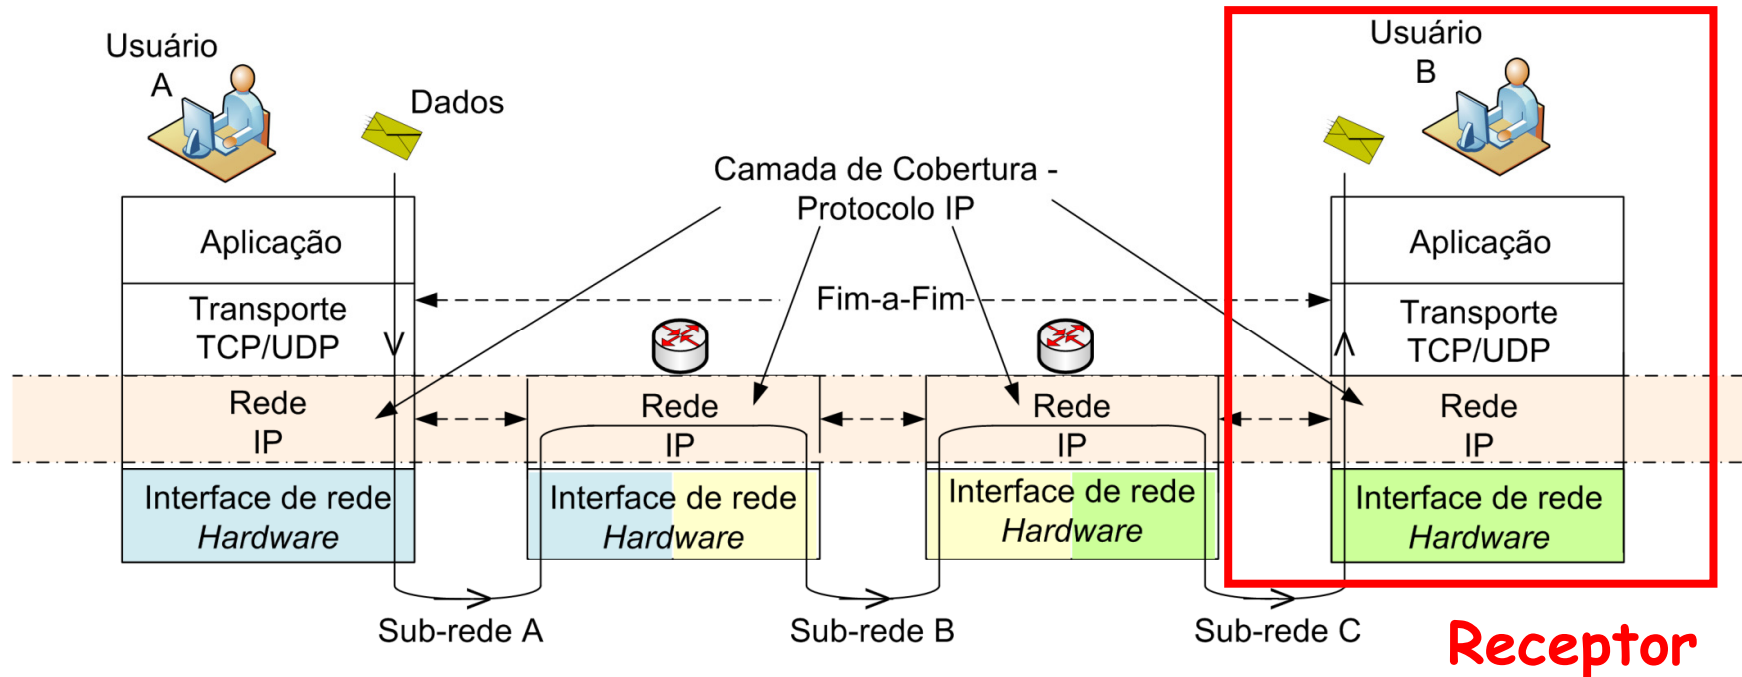 Usuário
A
Dados
Camada de Cobertura -
Protocolo IP
Usuário
B
Aplicação
Transporte
TCP/UDP
Rede
IP
Interface de rede
Hardware
Fim-a-Fim
Rede
IP
Interface de rede
Hardware
Rede
IP
Interface de rede
Hardware
Aplicação
Transporte
TCP/UDP
Rede
IP
Interface de rede
Hardware
Sub-rede A
Sub-rede B
Sub-rede C
Receptor